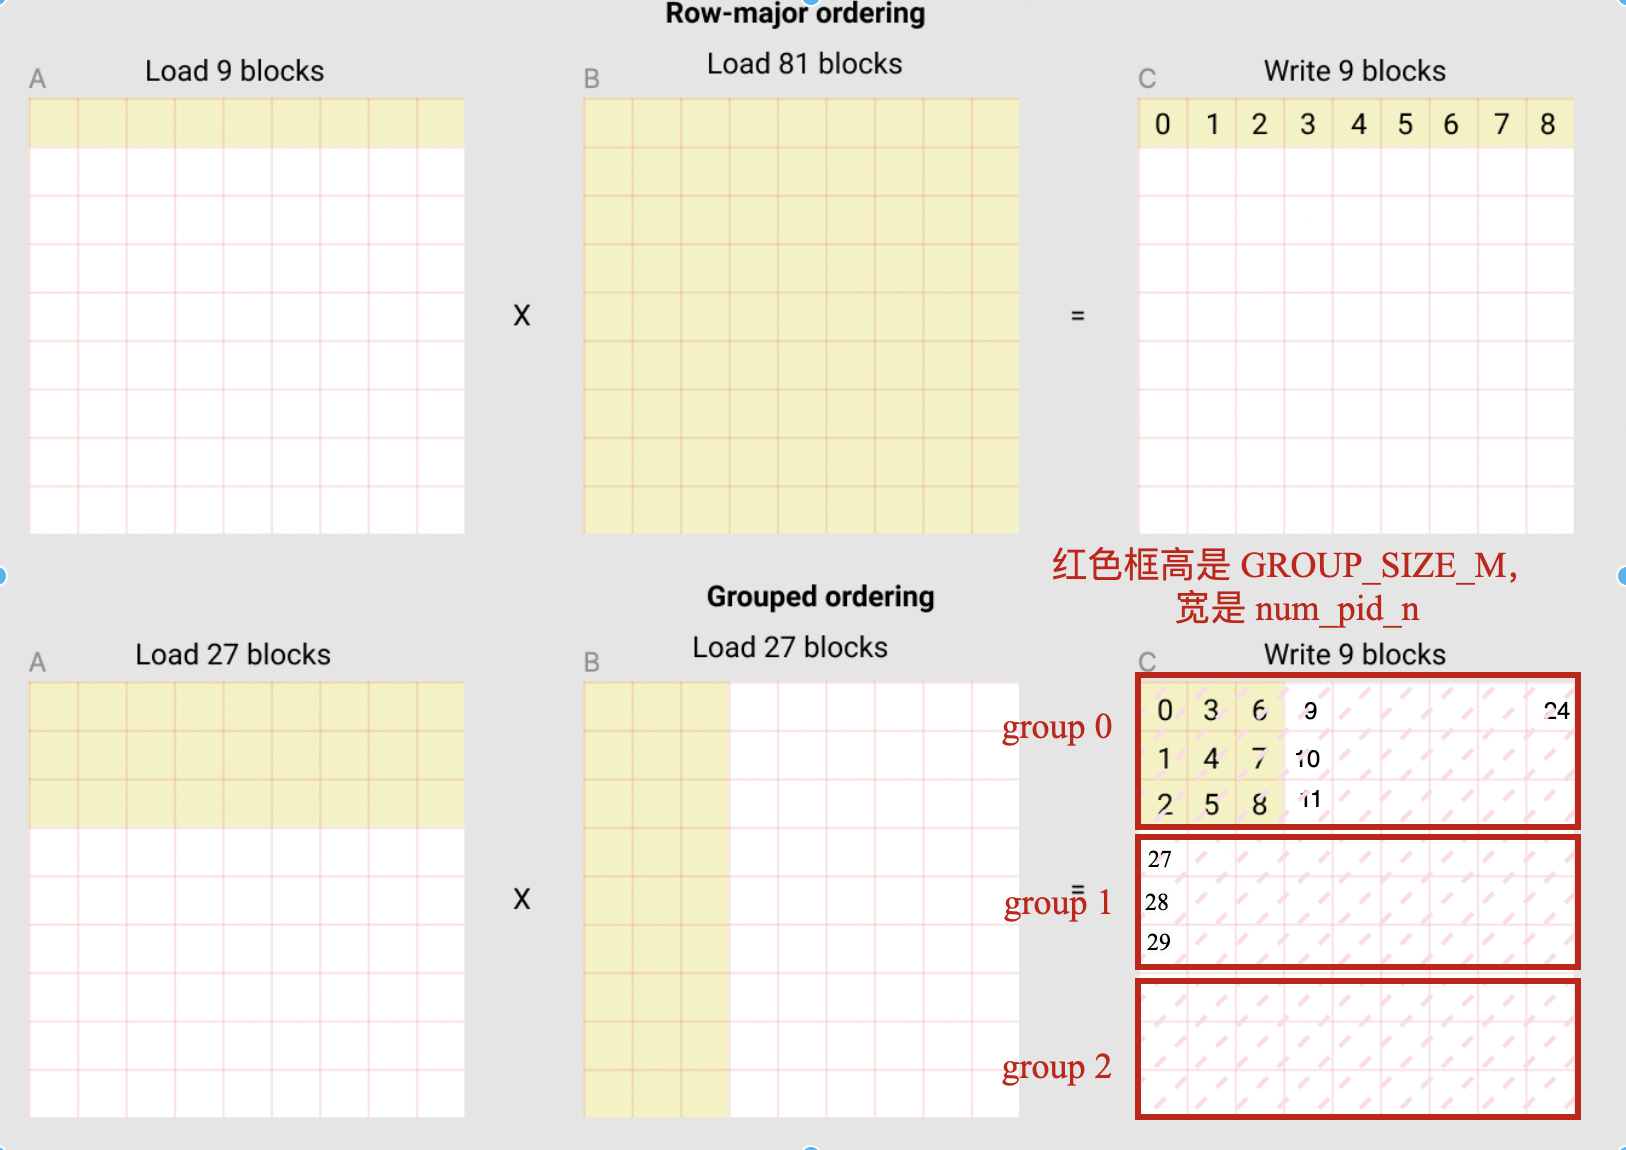 Row-major ordering
Load 9 blocks
Load 81 blocks
Write 9 blocks
A
B
C
0 1 2 3 4 5 6 7 8
X
=
红色框高是 GROUP_SIZE_M,
宽是 num_pid_n
Grouped ordering
Load 27 blocks
Load 27 blocks
Write 9 blocks
A
B
C
group 0
0 3 6 9 24
1 4 7 10
2 5 8 11
X
=
group 1
27
28
29
group 2